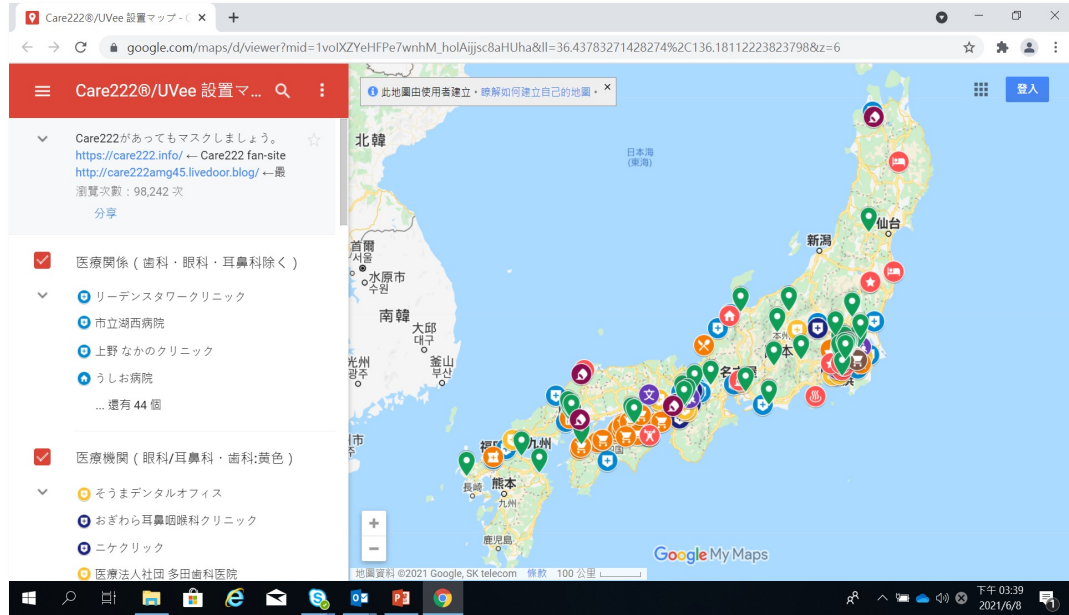 Care222®/UVee 設置マップ - G
google.com/maps/d/viewer?mid=1voIXZYeHFPe7wnhM_holAijjsc8aHUha&ll=36.43783271428274%2C136.18112223823798&z=6
Care222®/UVee 設置マ...
Care222があってもマスクしましょう。
https://care222.info/ ← Care222 fan-site
http://care222amg45.livedoor.blog/ ←最
瀏覽次數：98,242 次
分享
医療関係 ( 歯科・眼科・耳鼻科除く )
リーデンスタワークリニック
市立湖西病院
上野 なかのクリニック
うしお病院
... 還有 44 個
医療機関 ( 眼科/耳鼻科・歯科:黄色 )
そうまデンタルオフィス
おぎわら耳鼻咽喉科クリニック
ニケクリック
医療法人社団 多田歯科医院
此地圖由使用者建立。瞭解如何建立自己的地圖。
登入
北韓
日本海
(東海)
仙台
新潟
首爾
서울
水原市
수원
南韓
大邱
대구
光州
광주
釜山
부산
本州
本
名古屋
福岡
九州
長崎
熊本
九州
鹿児島
Google My Maps
地圖資料 ©2021 Google, SK telecom 條款 100 公里
下午 03:39
2021/6/8